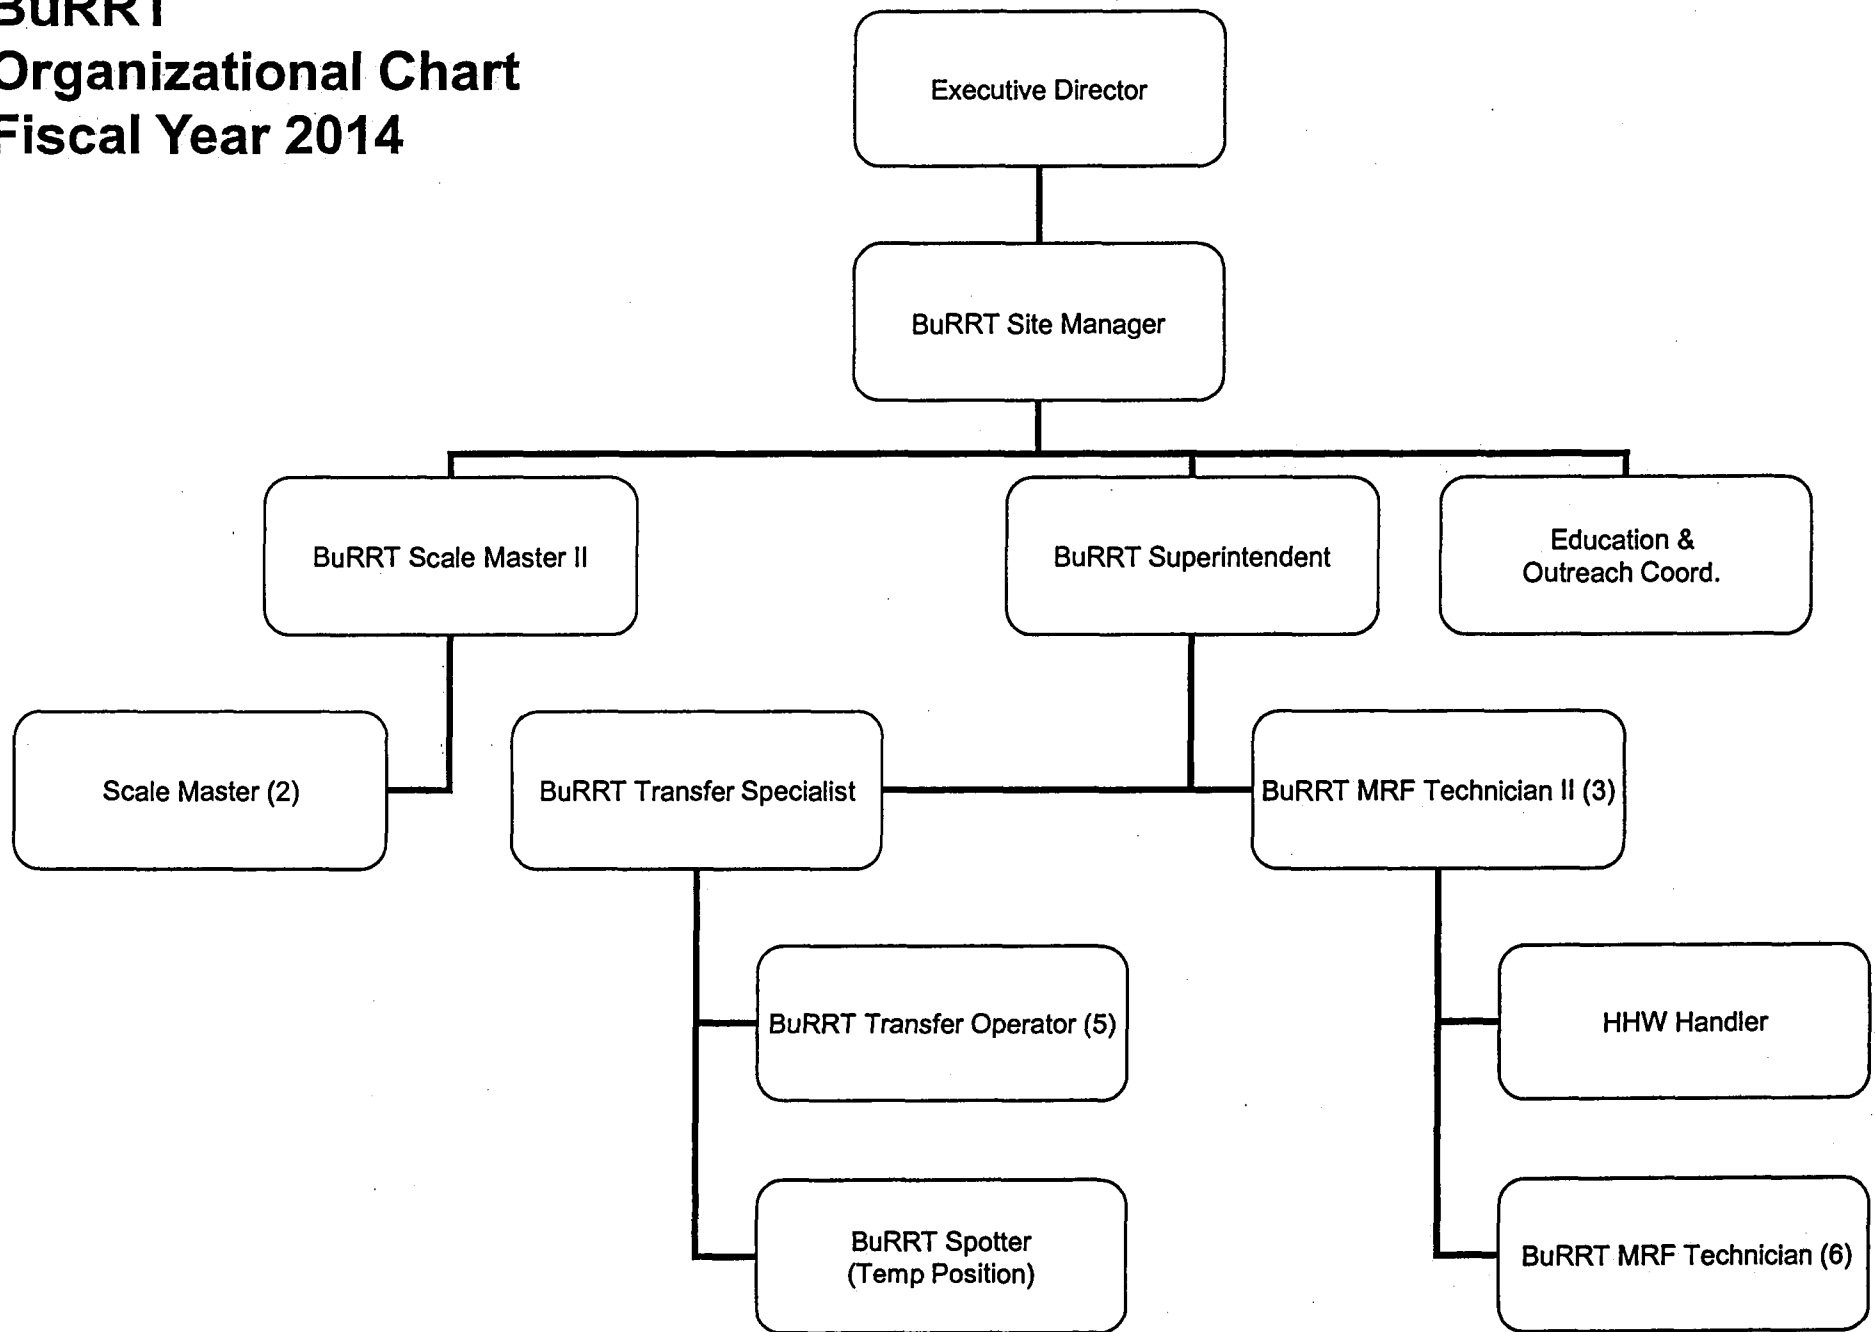 BuRRT
Organizational Chart
Fiscal Year 2014
Executive Director
BuRRT Site Manager
BuRRT Scale Master II
BuRRT Superintendent
Education &
Outreach Coord.
Scale Master (2)
BuRRT Transfer Specialist
BuRRT MRF Technician II (3)
BuRRT Transfer Operator (5)
HHW Handler
BuRRT Spotter
(Temp Position)
BuRRT MRF Technician (6)